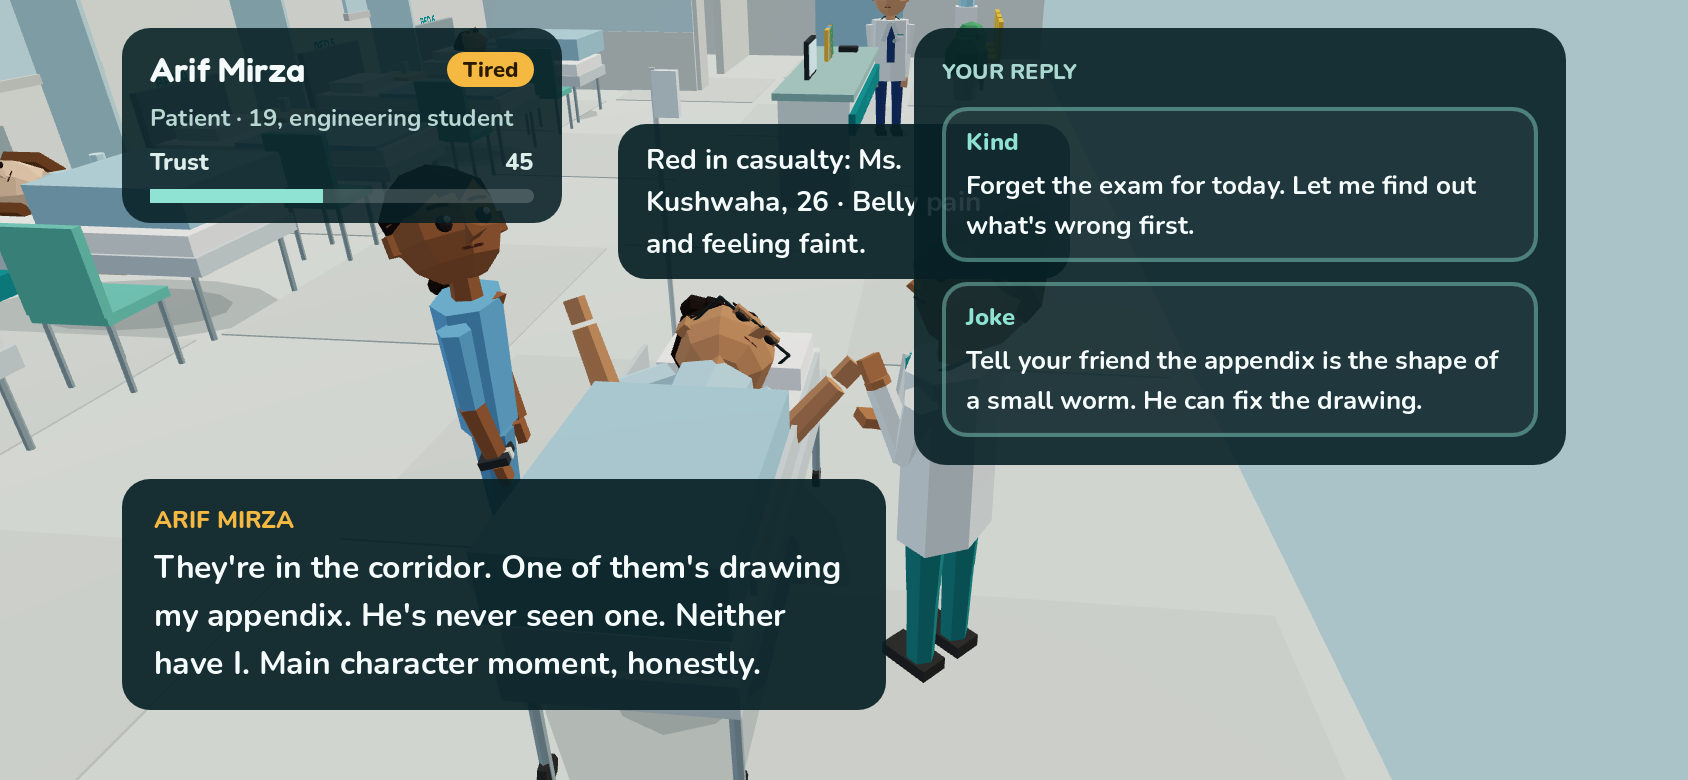 Arif Mirza
Tired
Patient · 19, engineering student
Trust
45
Red in casualty: Ms.
Kushwaha, 26 · Belly pain
and feeling faint.
YOUR REPLY
Kind
Forget the exam for today. Let me find out
what's wrong first.
Joke
Tell your friend the appendix is the shape of
a small worm. He can fix the drawing.
ARIF MIRZA
They're in the corridor. One of them's drawing
my appendix. He's never seen one. Neither
have I. Main character moment, honestly.